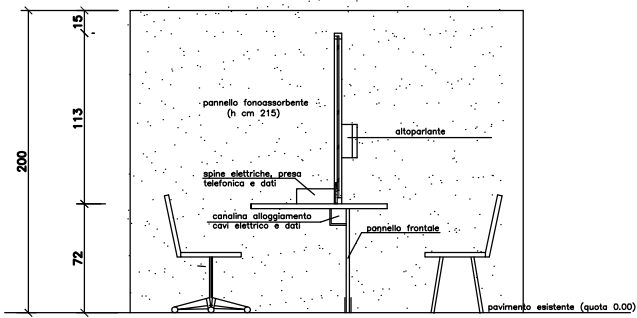 15
pannello fonoassorbente
(h cm 215)
113
altoparlante
200
spine elettriche, presa
telefonica e dati
canalina alloggiamento
cavi elettrico e dati
pannello frontale
72
pavimento esistente (quota 0.00)